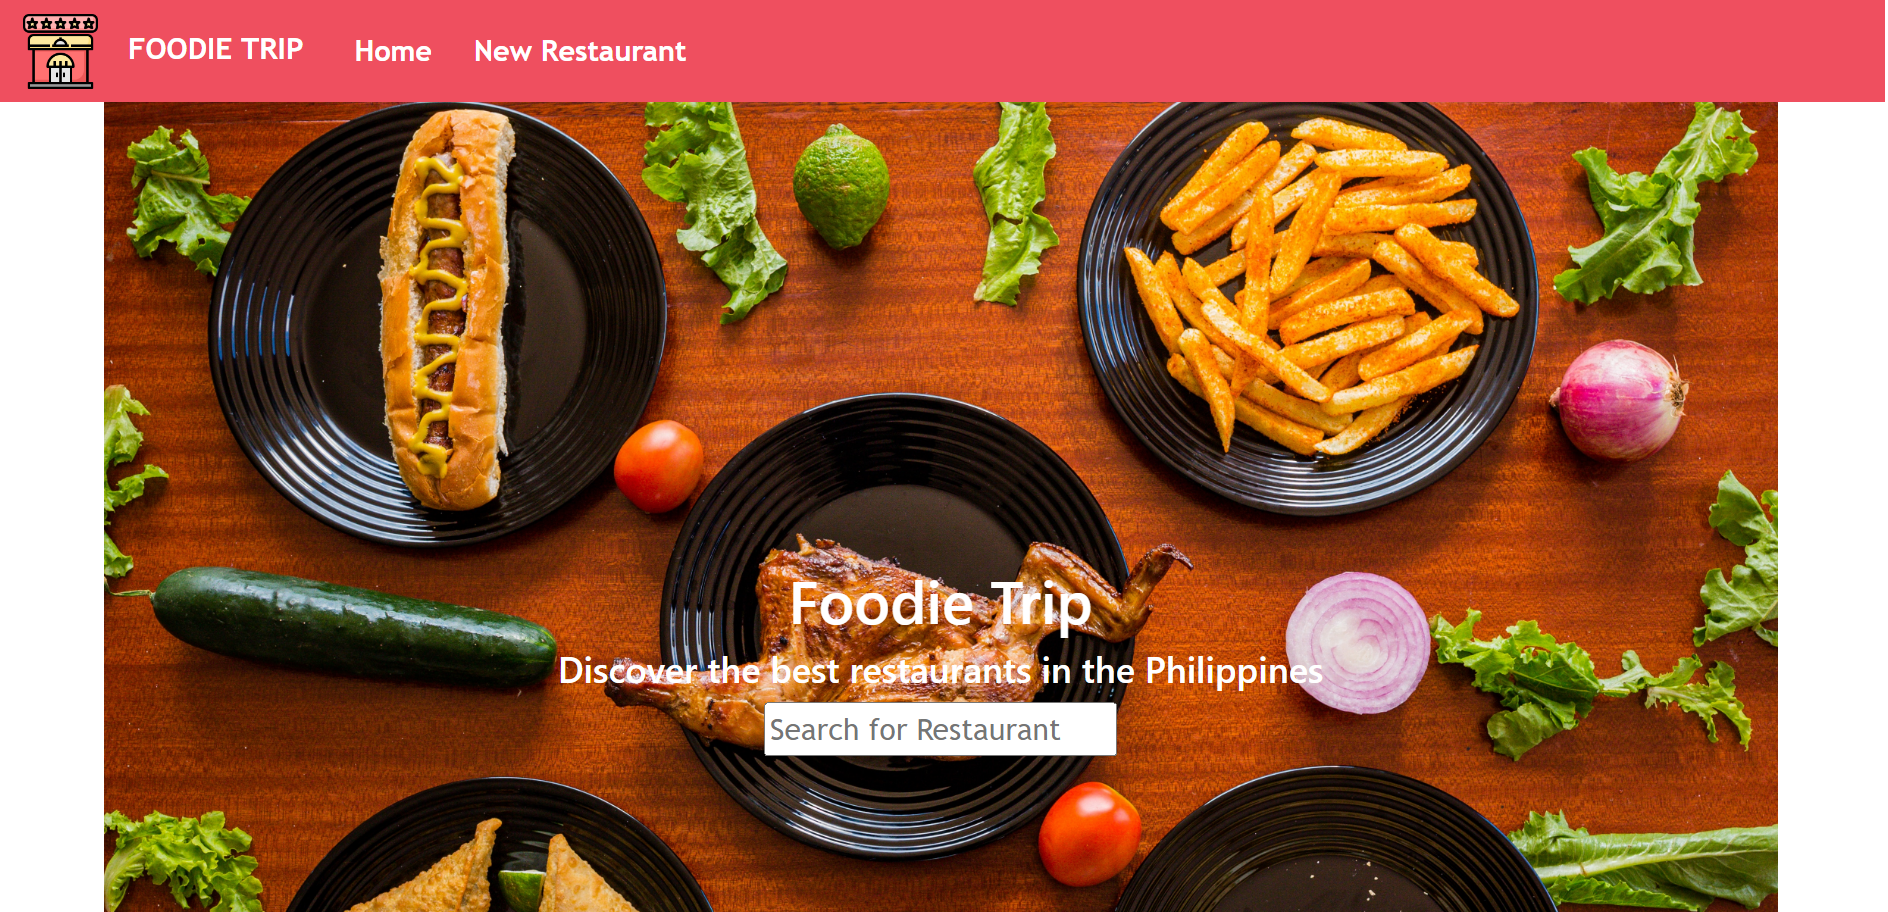 FOODIE TRIP
Home
New Restaurant
Foodie Trip
Discover the best restaurants in the Philippines
Search for Restaurant